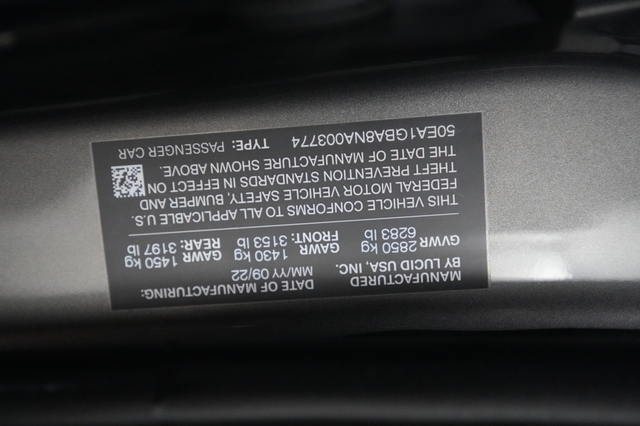 MANUFACTURED DATE OF MANUFACTURING:
BY LUCID USA, INC. MM/YY 09/22
GVWR 2850 kg GAWR 1430 kg GAWR 1450 kg
6283 lb FRONT: 3153 lb REAR: 3197 lb
THIS VEHICLE CONFORMS TO ALL APPLICABLE U.S.
FEDERAL MOTOR VEHICLE SAFETY, BUMPER AND
THEFT PREVENTION STANDARDS IN EFFECT ON
THE DATE OF MANUFACTURE SHOWN ABOVE.
50EA1GBA8NA003774 TYPE: PASSENGER CAR